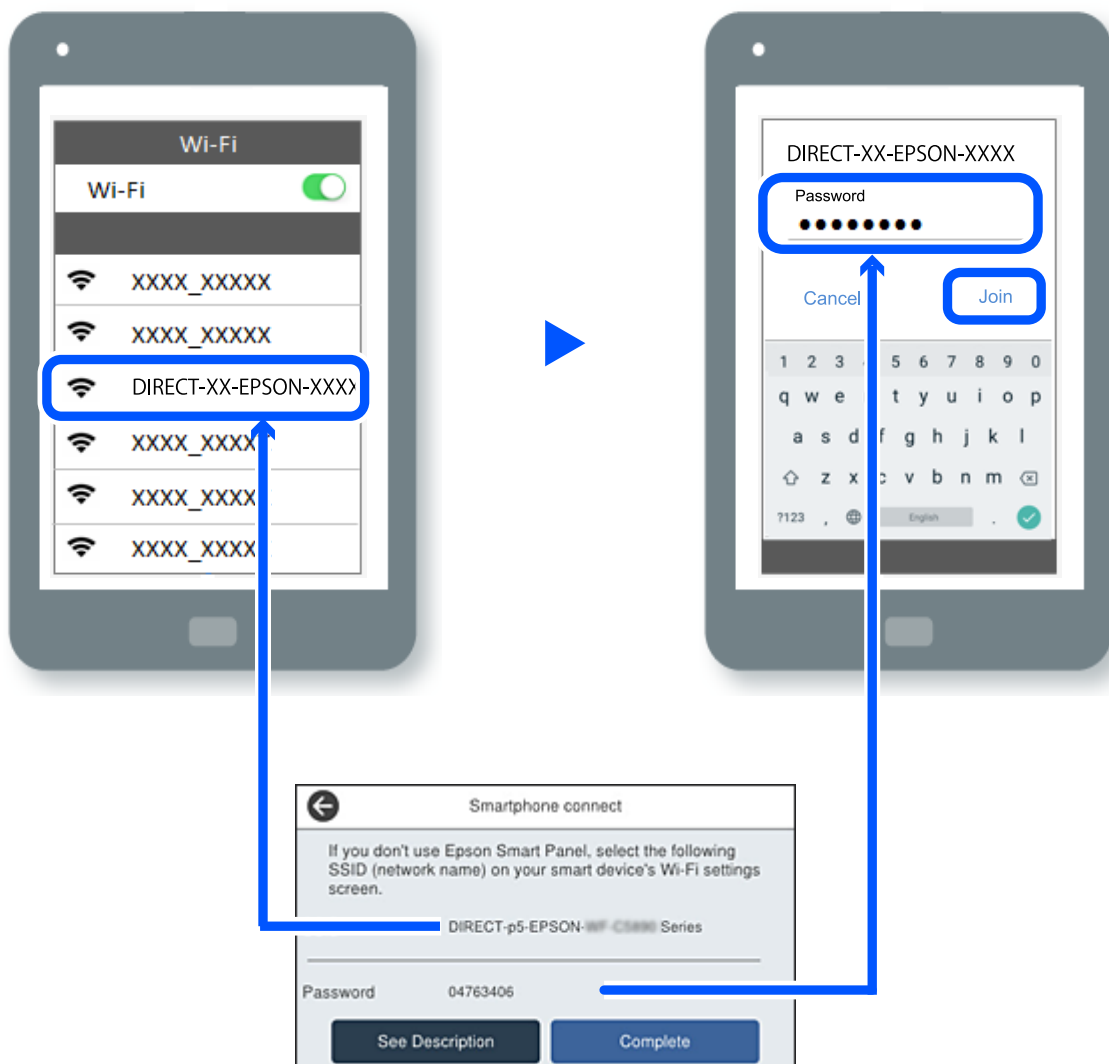 Wi-Fi
Wi-Fi
XXXX_XXXXX
XXXX_XXXXX
DIRECT-XX-EPSON-XXXX
XXXX_XXXX
XXXX_XXXX
XXXX_XXXX
DIRECT-XX-EPSON-XXXX
Password
●●●●●●●●
Cancel
Join
1 2 3 5 6 7 8 9 0
q w e t y u i o p
a s d f g h j k l
z x c v b n m
?123 , English .
Smartphone connect
If you don't use Epson Smart Panel, select the following
SSID (network name) on your smart device's Wi-Fi settings
screen.
DIRECT-p5-EPSON- Series
Password 04763406
See Description
Complete